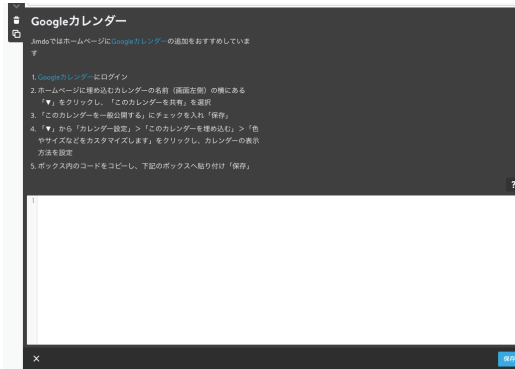 Googleカレンダー
JimdoではホームページにGoogleカレンダーの追加をおすすめしていま
す
1. Googleカレンダーにログイン
2. ホームページに埋め込むカレンダーの名前（画面左側）の横にある
「▼」をクリックし、「このカレンダーを共有」を選択
3. 「このカレンダーを一般公開する」にチェックを入れ「保存」
4. 「▼」から「カレンダー設定」＞「このカレンダーを埋め込む」＞「色
やサイズなどをカスタマイズします」をクリックし、カレンダーの表示
方法を設定
5. ボックス内のコードをコピーし、下記のボックスへ貼り付け「保存」
?
1
保存